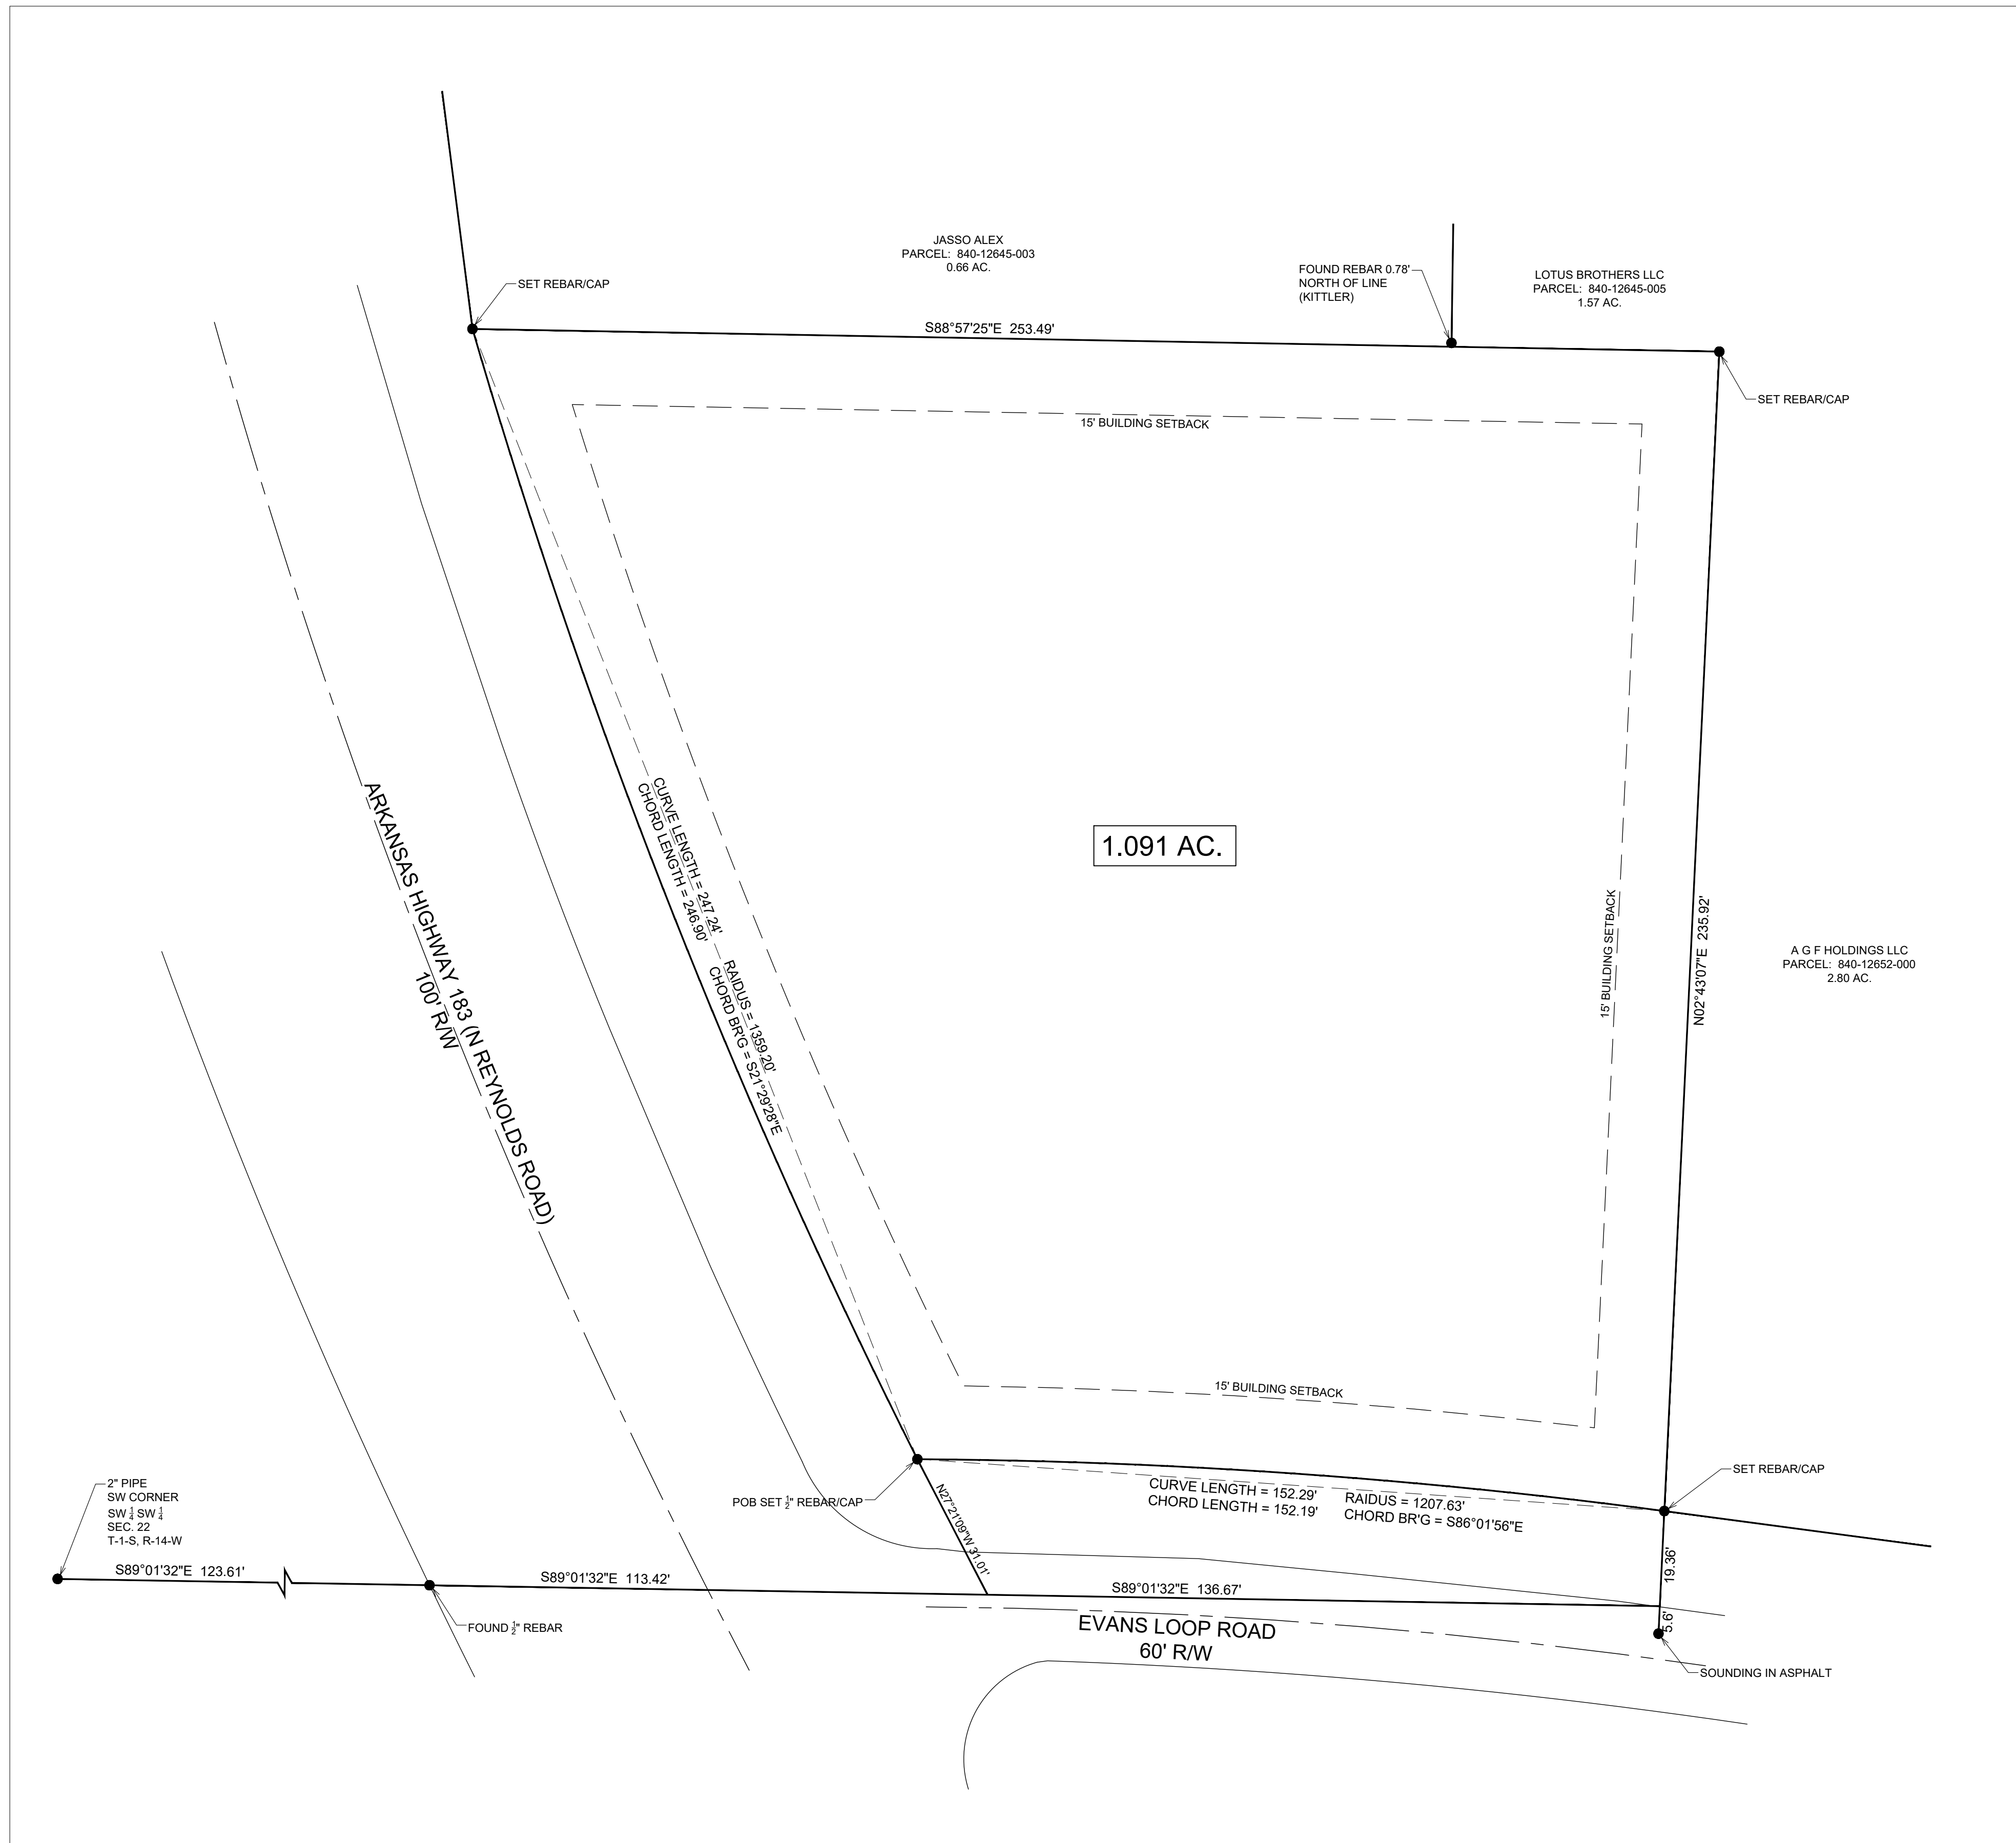 JASSO ALEX
PARCEL: 840-12645-003
0.66 AC.
FOUND REBAR 0.78'
NORTH OF LINE
(KITTLER)
LOTUS BROTHERS LLC
PARCEL: 840-12645-005
1.57 AC.
SET REBAR/CAP
S88°57'25"E 253.49'
SET REBAR/CAP
15' BUILDING SETBACK
CURVE LENGTH = 247.24' RAIDUS = 1359.20'
CHORD LENGTH = 246.90' CHORD BR'G = S21°29'28"E
ARKANSAS HIGHWAY 183 (N REYNOLDS ROAD)
100' R/W
1.091 AC.
15' BUILDING SETBACK
N02°43'07"E 235.92'
A G F HOLDINGS LLC
PARCEL: 840-12652-000
2.80 AC.
15' BUILDING SETBACK
SET REBAR/CAP
CURVE LENGTH = 152.29' RAIDUS = 1207.63'
CHORD LENGTH = 152.19' CHORD BR'G = S86°01'56"E
POB SET ½" REBAR/CAP
N27°21'09"W 31.01'
2" PIPE
SW CORNER
SW ¼ SW ¼
SEC. 22
T-1-S, R-14-W
S89°01'32"E 123.61'
S89°01'32"E 113.42'
S89°01'32"E 136.67'
19.36'
5.6'
FOUND ½" REBAR
EVANS LOOP ROAD
60' R/W
SOUNDING IN ASPHALT